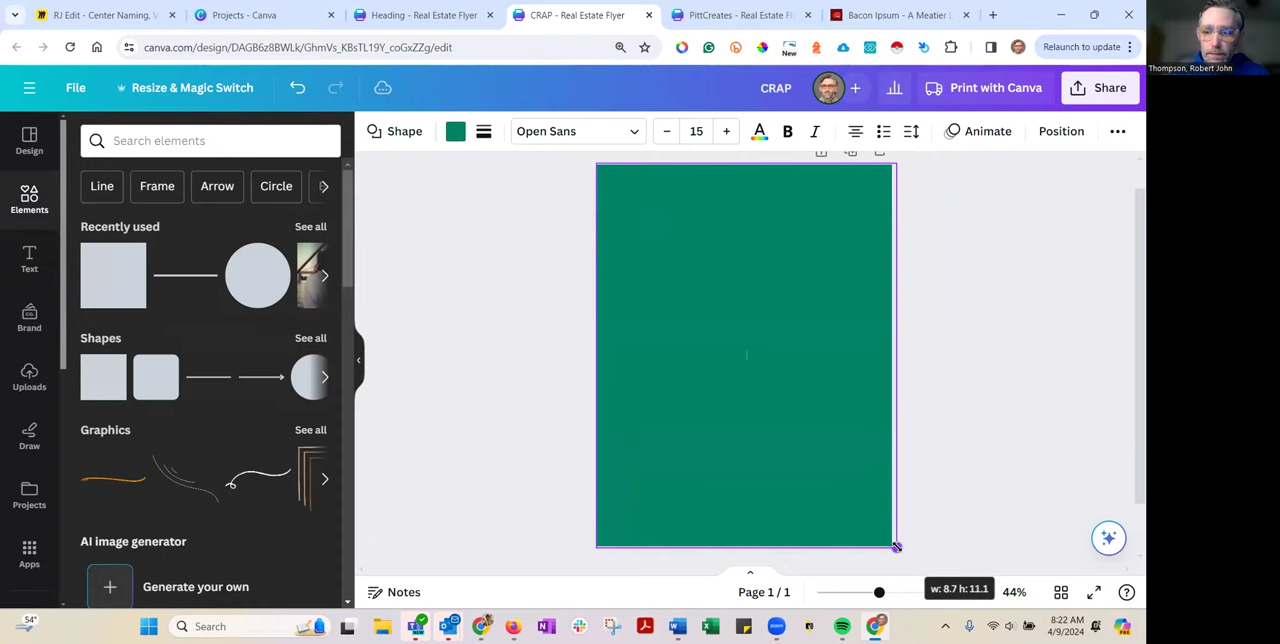 RJ Edit - Center Naming, V
Projects - Canva
Heading - Real Estate Flyer
CRAP - Real Estate Flyer
PittCreates - Real Estate Fl
Bacon Ipsum - A Meatier L
canva.com/design/DAGB6z8BWLk/GhmVs_KBsTL19Y_coGxZZg/edit
New
Relaunch to update
Thompson, Robert John
File
Resize & Magic Switch
CRAP
Print with Canva
Share
Shape
Open Sans
15
B
I
Animate
Position
Design
Elements
Text
Brand
Uploads
Draw
Projects
Apps
Search elements
Line
Frame
Arrow
Circle
Recently used
See all
Shapes
See all
Graphics
See all
AI image generator
Generate your own
Notes
Page 1 / 1
w: 8.7 h: 11.1
44%
54°
Search
8:22 AM
4/9/2024